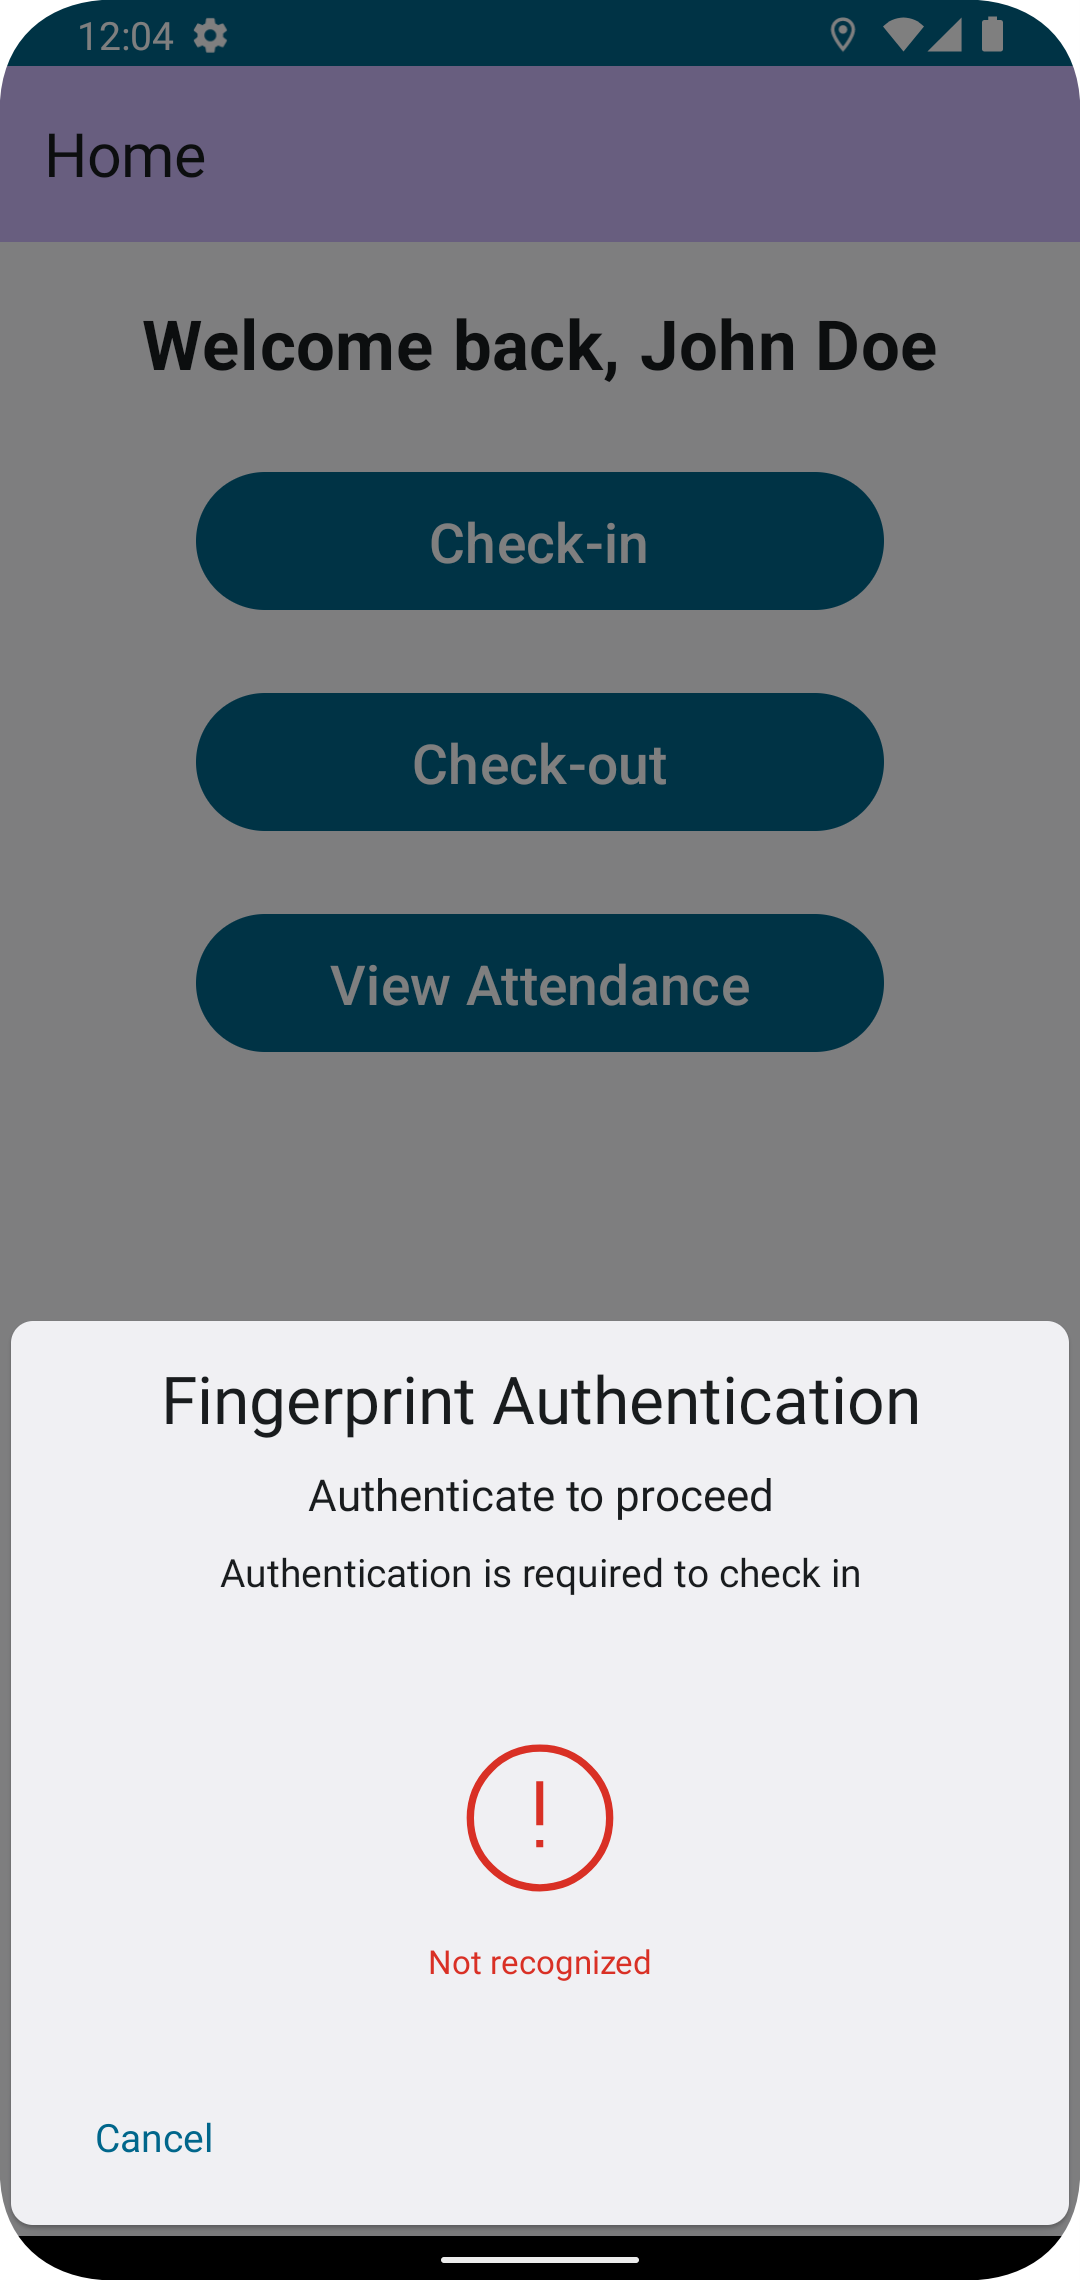 12:04
Home
Welcome back, John Doe
Check-in
Check-out
View Attendance
Fingerprint Authentication
Authenticate to proceed
Authentication is required to check in
!
Not recognized
Cancel